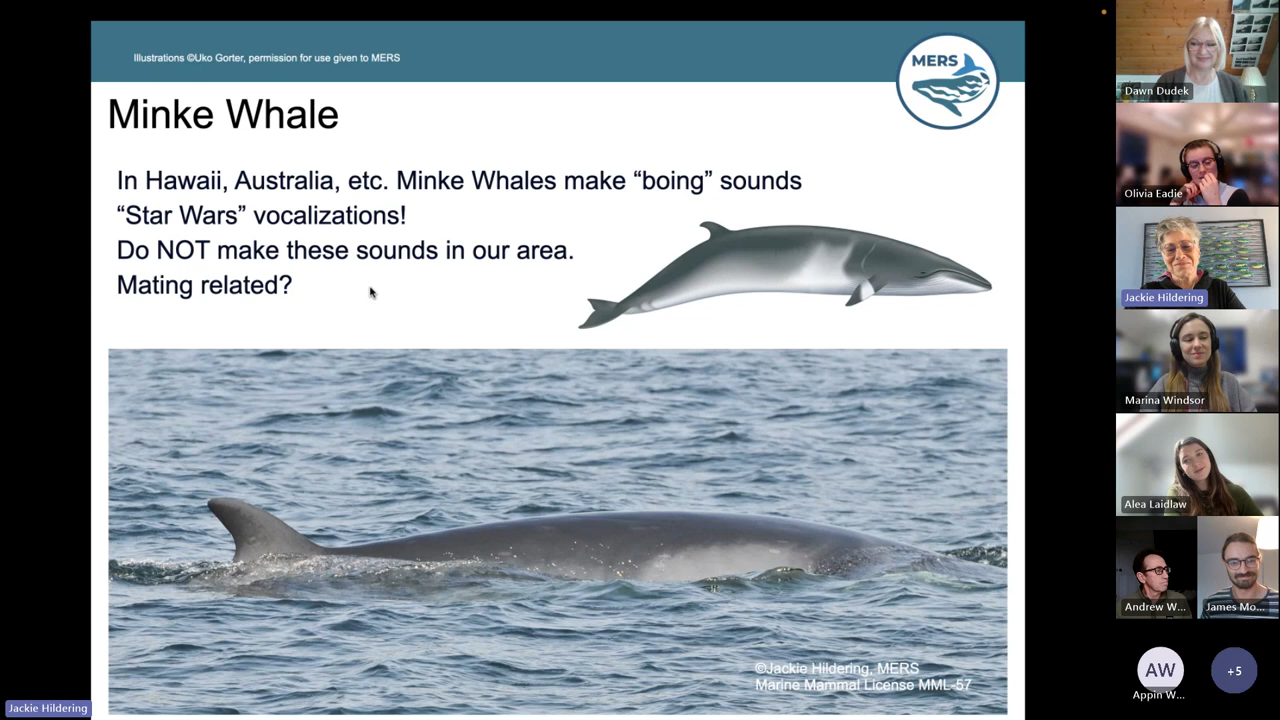 Illustrations ©Uko Gorter, permission for use given to MERS
MERS
Minke Whale
In Hawaii, Australia, etc. Minke Whales make “boing” sounds
“Star Wars” vocalizations!
Do NOT make these sounds in our area.
Mating related?
©Jackie Hildering, MERS
Marine Mammal License MML-57
Jackie Hildering
Dawn Dudek
Olivia Eadie
Jackie Hildering
Marina Windsor
Alea Laidlaw
Andrew W...
James Mo...
AW
+5
Appin W...